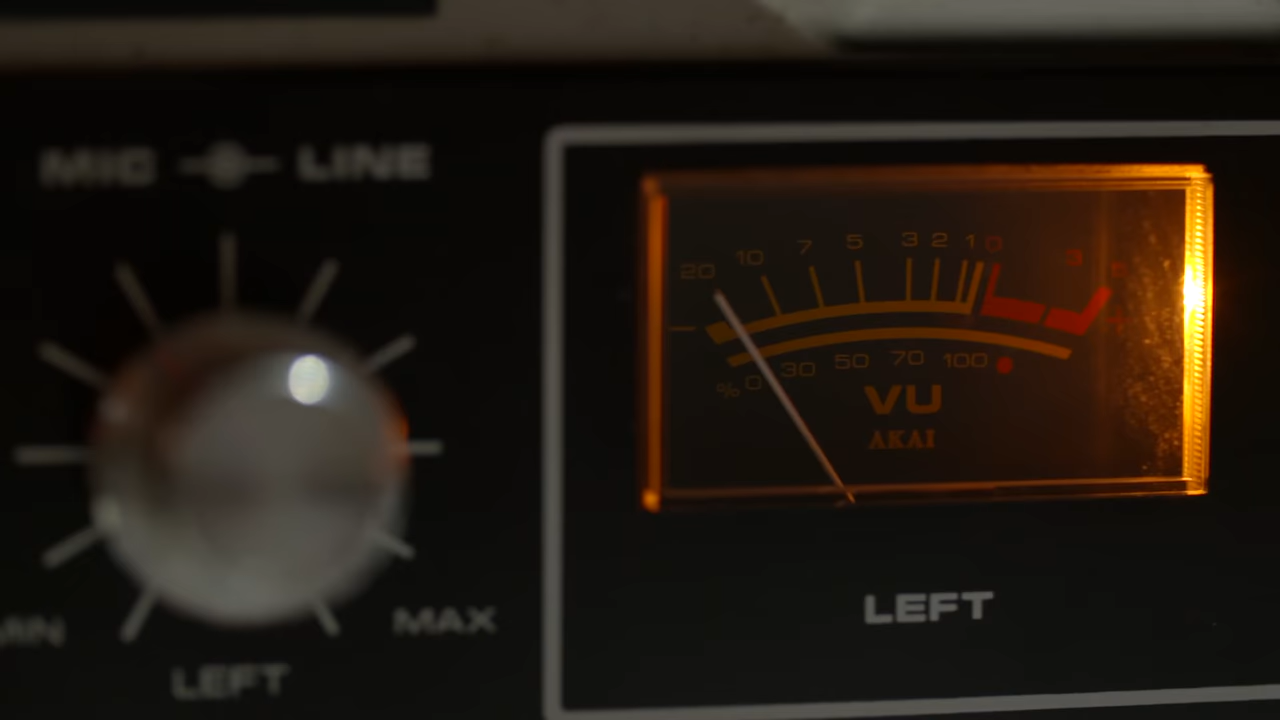 MIC LINE
20 10 7 5 3 2 1 0 3
% 0 30 50 70 100
VU
AKAI
LEFT
MIN MAX
LEFT